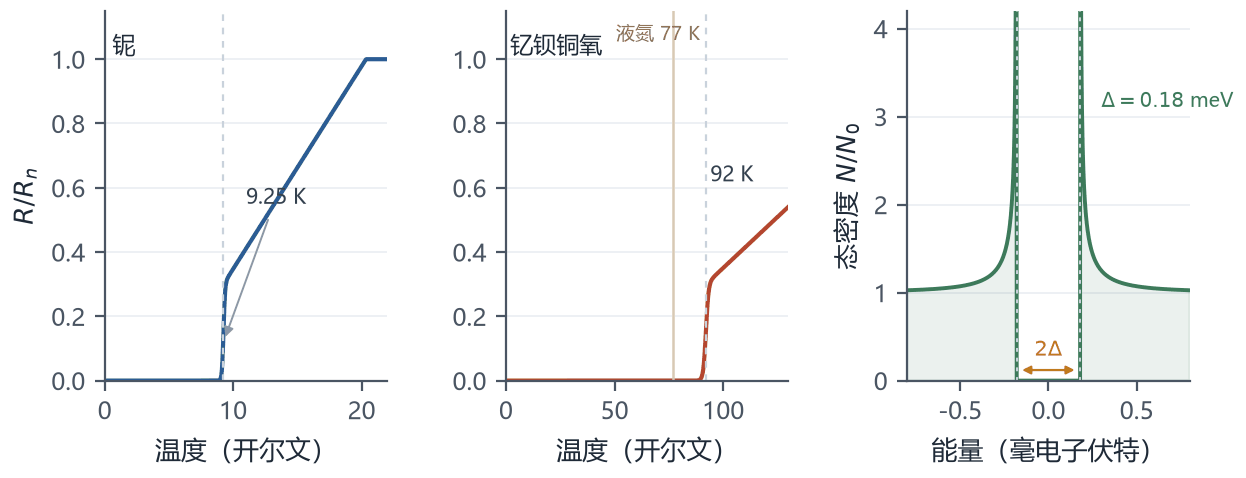 铌
1.0
0.8
0.6
0.4
0.2
0.0
R/Rn
9.25 K
0
10
20
温度（开尔文）
钇钡铜氧
液氮 77 K
1.0
0.8
0.6
0.4
0.2
0.0
92 K
0
50
100
温度（开尔文）
4
3
2
1
0
态密度 N/N0
Δ = 0.18 meV
2Δ
-0.5
0.0
0.5
能量（毫电子伏特）